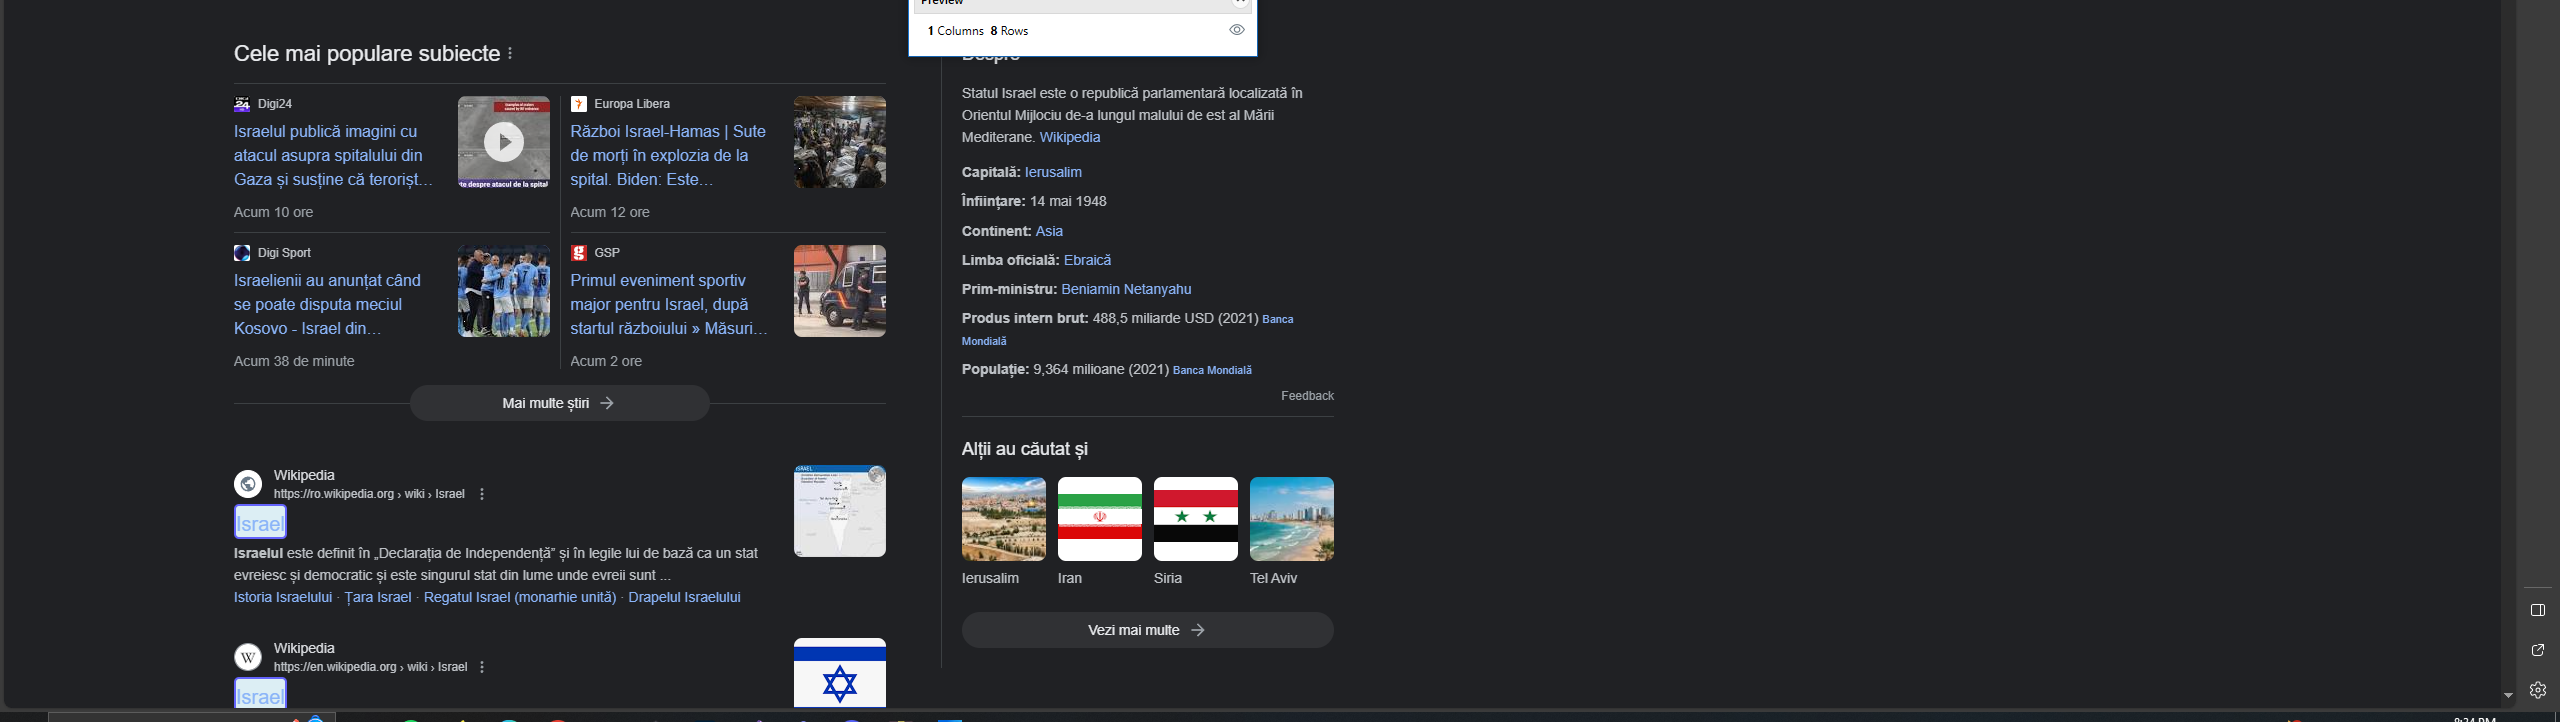 Preview
1 Columns 8 Rows
Cele mai populare subiecte
Digi24
Israelul publică imagini cu
atacul asupra spitalului din
Gaza și susține că terorișt...
Acum 10 ore
te despre atacul de la spital
Europa Libera
Război Israel-Hamas | Sute
de morți în explozia de la
spital. Biden: Este...
Acum 12 ore
Digi Sport
Israelienii au anunțat când
se poate disputa meciul
Kosovo - Israel din...
Acum 38 de minute
GSP
Primul eveniment sportiv
major pentru Israel, după
startul războiului » Măsuri...
Acum 2 ore
Mai multe știri
Wikipedia
https://ro.wikipedia.org › wiki › Israel
Israel
Israelul este definit în „Declarația de Independență” și în legile lui de bază ca un stat
evreiesc și democratic și este singurul stat din lume unde evreii sunt ...
Istoria Israelului · Țara Israel · Regatul Israel (monarhie unită) · Drapelul Israelului
ISRAEL
Wikipedia
https://en.wikipedia.org › wiki › Israel
Israel
Despre
Statul Israel este o republică parlamentară localizată în
Orientul Mijlociu de-a lungul malului de est al Mării
Mediterane. Wikipedia
Capitală: Ierusalim
Înființare: 14 mai 1948
Continent: Asia
Limba oficială: Ebraică
Prim-ministru: Beniamin Netanyahu
Produs intern brut: 488,5 miliarde USD (2021) Banca
Mondială
Populație: 9,364 milioane (2021) Banca Mondială
Feedback
Alții au căutat și
Ierusalim
Iran
Siria
Tel Aviv
Vezi mai multe